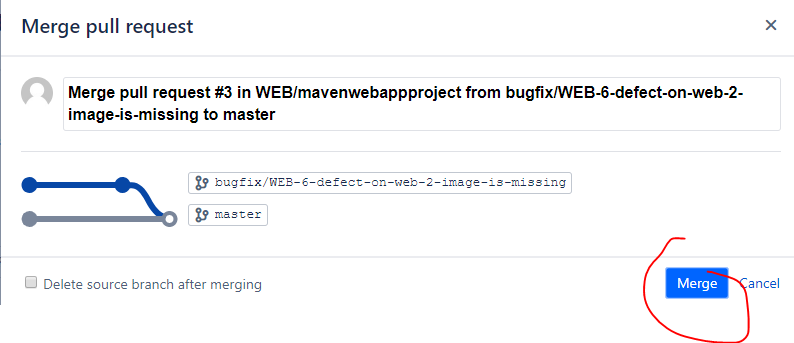 Merge pull request
Merge pull request #3 in WEB/mavenwebappproject from bugfix/WEB-6-defect-on-web-2-
image-is-missing to master
bugfix/WEB-6-defect-on-web-2-image-is-missing
master
Delete source branch after merging
Merge
Cancel